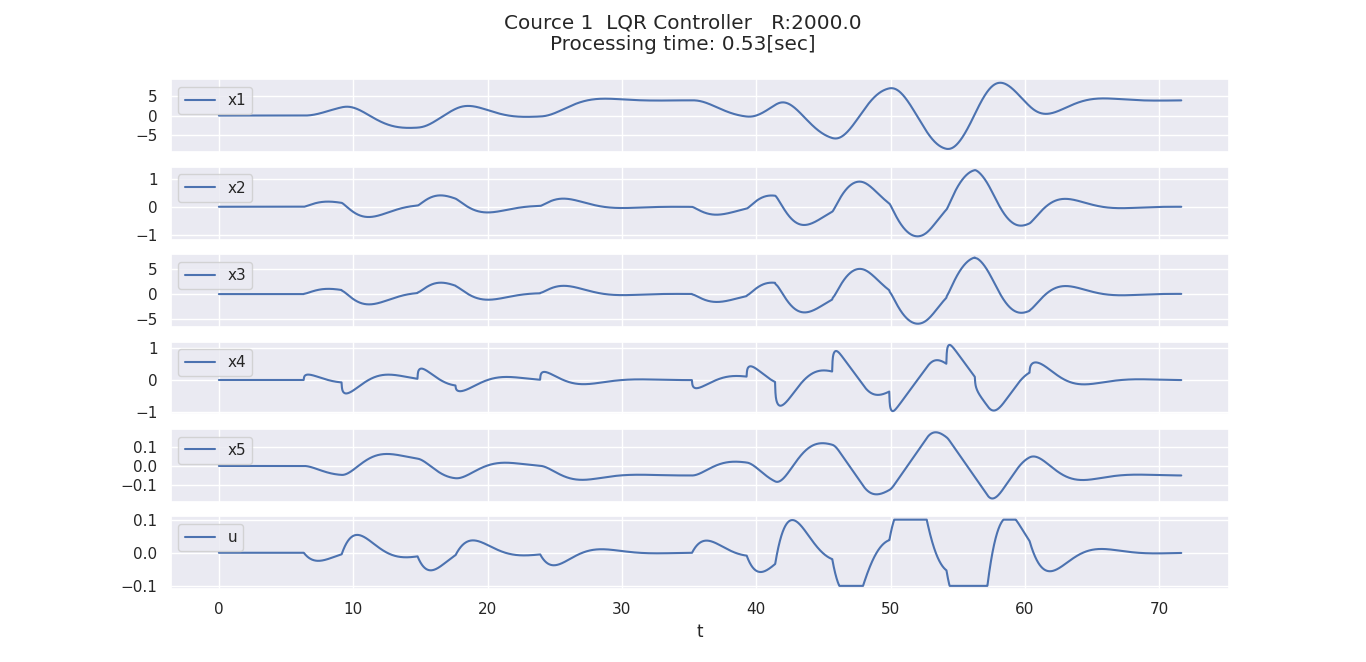 Cource 1 LQR Controller R:2000.0
Processing time: 0.53[sec]
x1
5
0
−5
x2
1
0
−1
x3
5
0
−5
x4
1
0
−1
x5
0.1
0.0
−0.1
u
0.1
0.0
−0.1
0 10 20 30 40 50 60 70
t